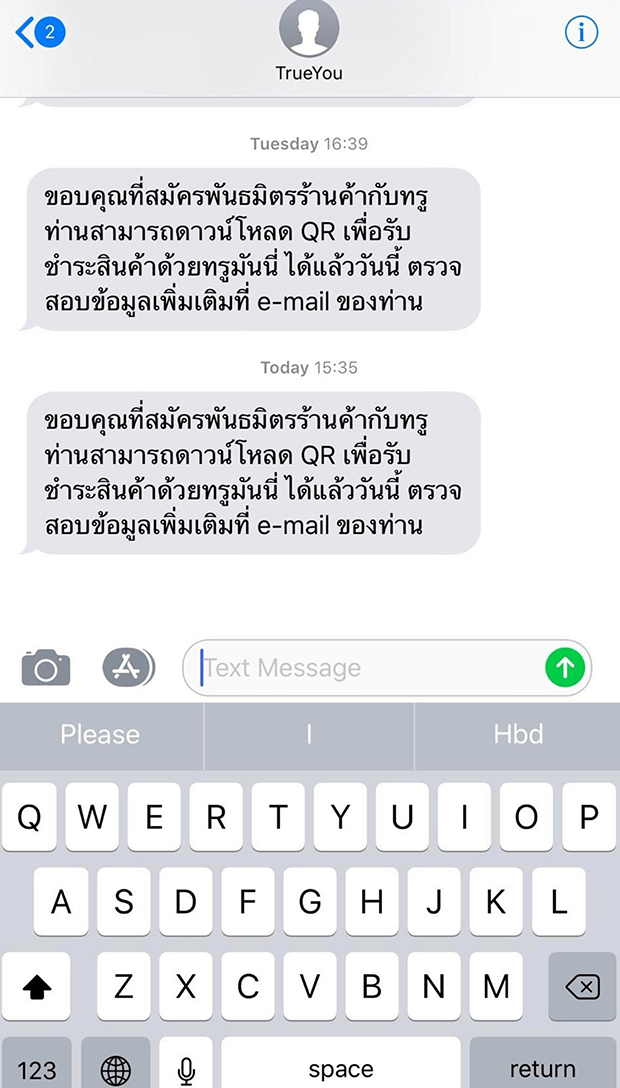 2
TrueYou
Tuesday 16:39
ขอบคุณที่สมัครพันธมิตรร้านค้ากับทรู
ท่านสามารถดาวน์โหลด QR เพื่อรับ
ชำระสินค้าด้วยทรูมันนี่ ได้แล้ววันนี้ ตรวจ
สอบข้อมูลเพิ่มเติมที่ e-mail ของท่าน
Today 15:35
ขอบคุณที่สมัครพันธมิตรร้านค้ากับทรู
ท่านสามารถดาวน์โหลด QR เพื่อรับ
ชำระสินค้าด้วยทรูมันนี่ ได้แล้ววันนี้ ตรวจ
สอบข้อมูลเพิ่มเติมที่ e-mail ของท่าน
Text Message
Please I Hbd
Q W E R T Y U I O P
A S D F G H J K L
Z X C V B N M
123 space return